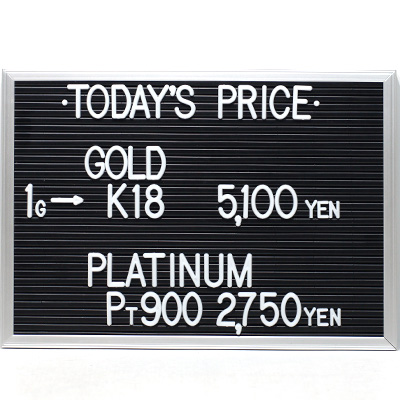 ·TODAY'S PRICE·
GOLD
1G→ K18 5,100 YEN
PLATINUM
PT900 2,750 YEN